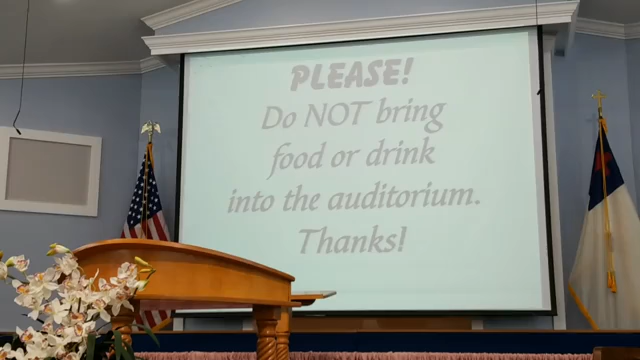 PLEASE!
Do NOT bring
food or drink
into the auditorium.
Thanks!